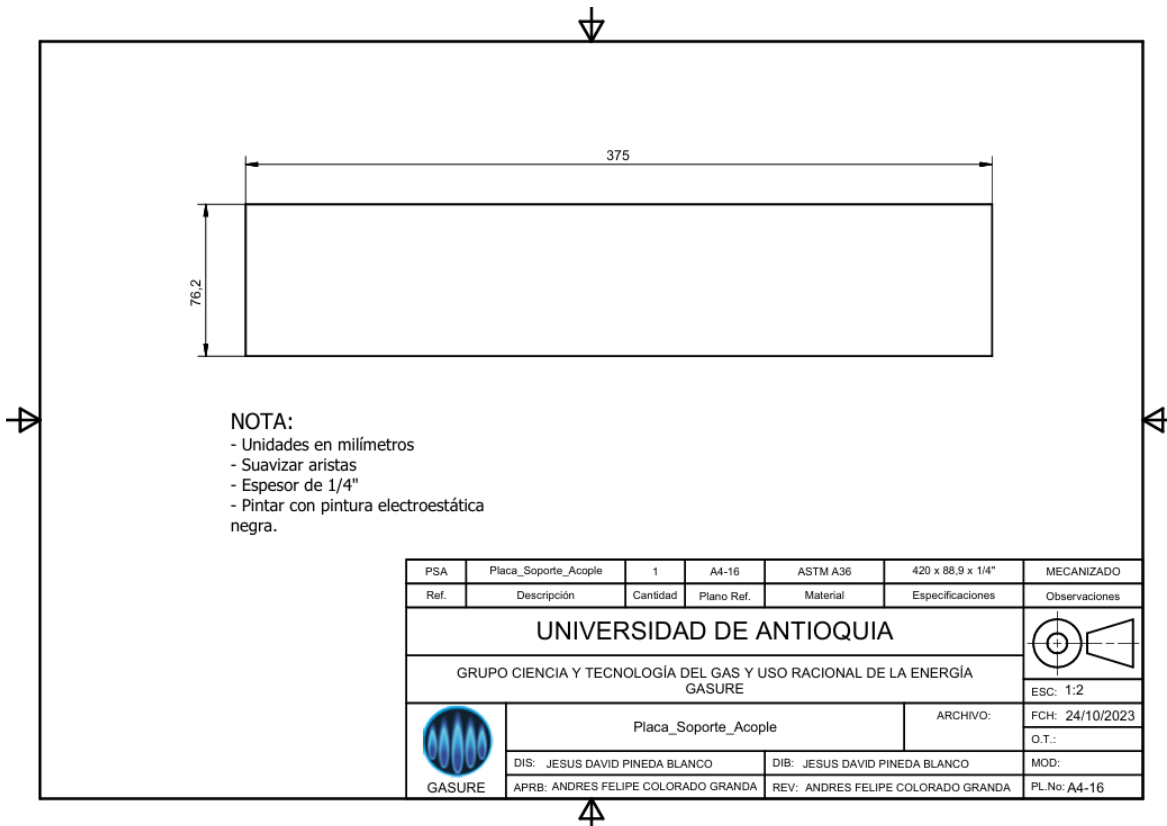 375
76,2
NOTA:
- Unidades en milímetros
- Suavizar aristas
- Espesor de 1/4"
- Pintar con pintura electroestática
negra.
PSA Placa_Soporte_Acople 1 A4-16 ASTM A36 420 x 88,9 x 1/4" MECANIZADO
Ref. Descripción Cantidad Plano Ref. Material Especificaciones Observaciones
UNIVERSIDAD DE ANTIOQUIA
GRUPO CIENCIA Y TECNOLOGÍA DEL GAS Y USO RACIONAL DE LA ENERGÍA
GASURE
ESC: 1:2
Placa_Soporte_Acople
ARCHIVO:
FCH: 24/10/2023
O.T.:
DIS: JESUS DAVID PINEDA BLANCO DIB: JESUS DAVID PINEDA BLANCO MOD:
GASURE
APRB: ANDRES FELIPE COLORADO GRANDA REV: ANDRES FELIPE COLORADO GRANDA PL.No: A4-16